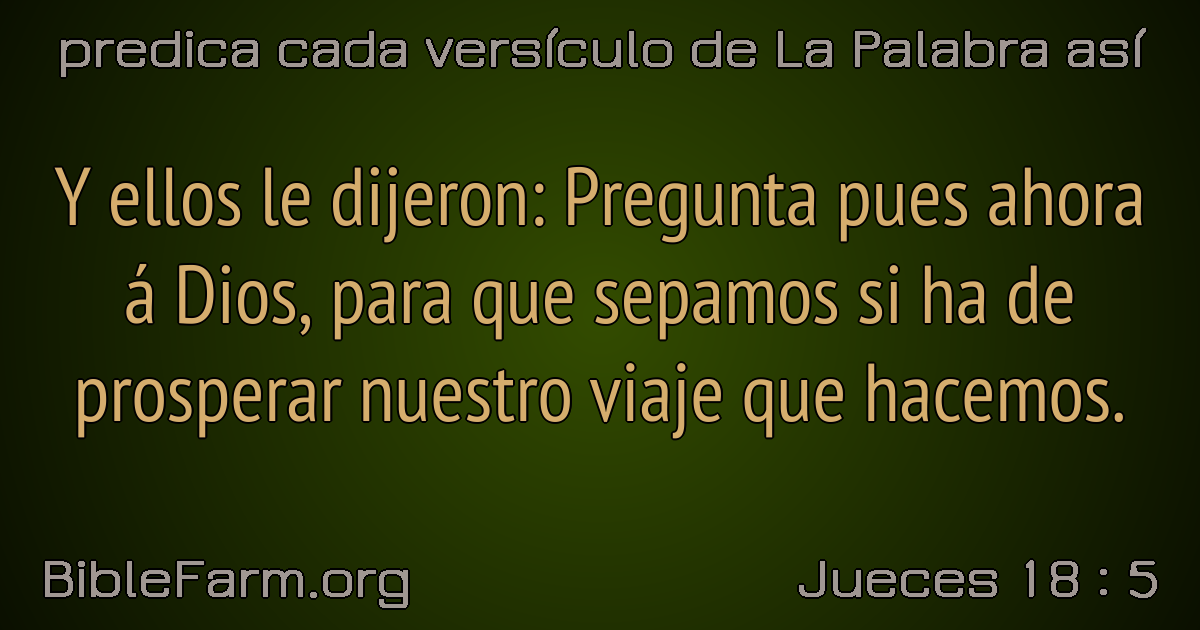 predica cada versículo de La Palabra así
Y ellos le dijeron: Pregunta pues ahora
á Dios, para que sepamos si ha de
prosperar nuestro viaje que hacemos.
BibleFarm.org
Jueces 18 : 5